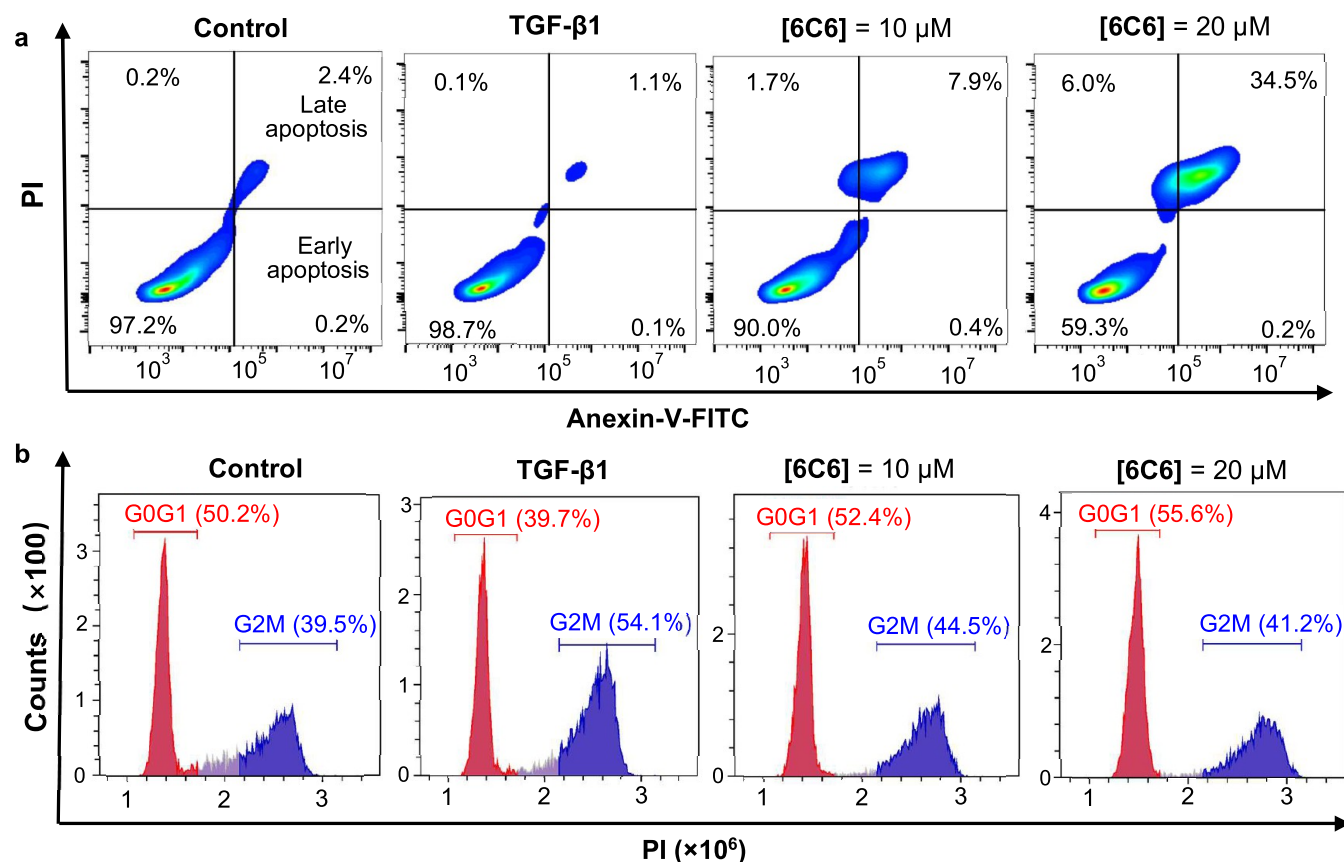 a
Control
TGF-β1
[6C6] = 10 µM
[6C6] = 20 µM
PI
0.2%
2.4%
Late
apoptosis
Early
apoptosis
97.2%
0.2%
0.1%
1.1%
98.7%
0.1%
1.7%
7.9%
90.0%
0.4%
6.0%
34.5%
59.3%
0.2%
10³ 10⁵ 10⁷
10³ 10⁵ 10⁷
10³ 10⁵ 10⁷
10³ 10⁵ 10⁷
Anexin-V-FITC
b
Control
TGF-β1
[6C6] = 10 µM
[6C6] = 20 µM
Counts (×100)
G0G1 (50.2%)
G2M (39.5%)
3
2
1
0
1 2 3
G0G1 (39.7%)
G2M (54.1%)
3
2
1
0
1 2 3
G0G1 (52.4%)
G2M (44.5%)
2
0
1 2 3
G0G1 (55.6%)
G2M (41.2%)
4
2
0
1 2 3
PI (×10⁶)